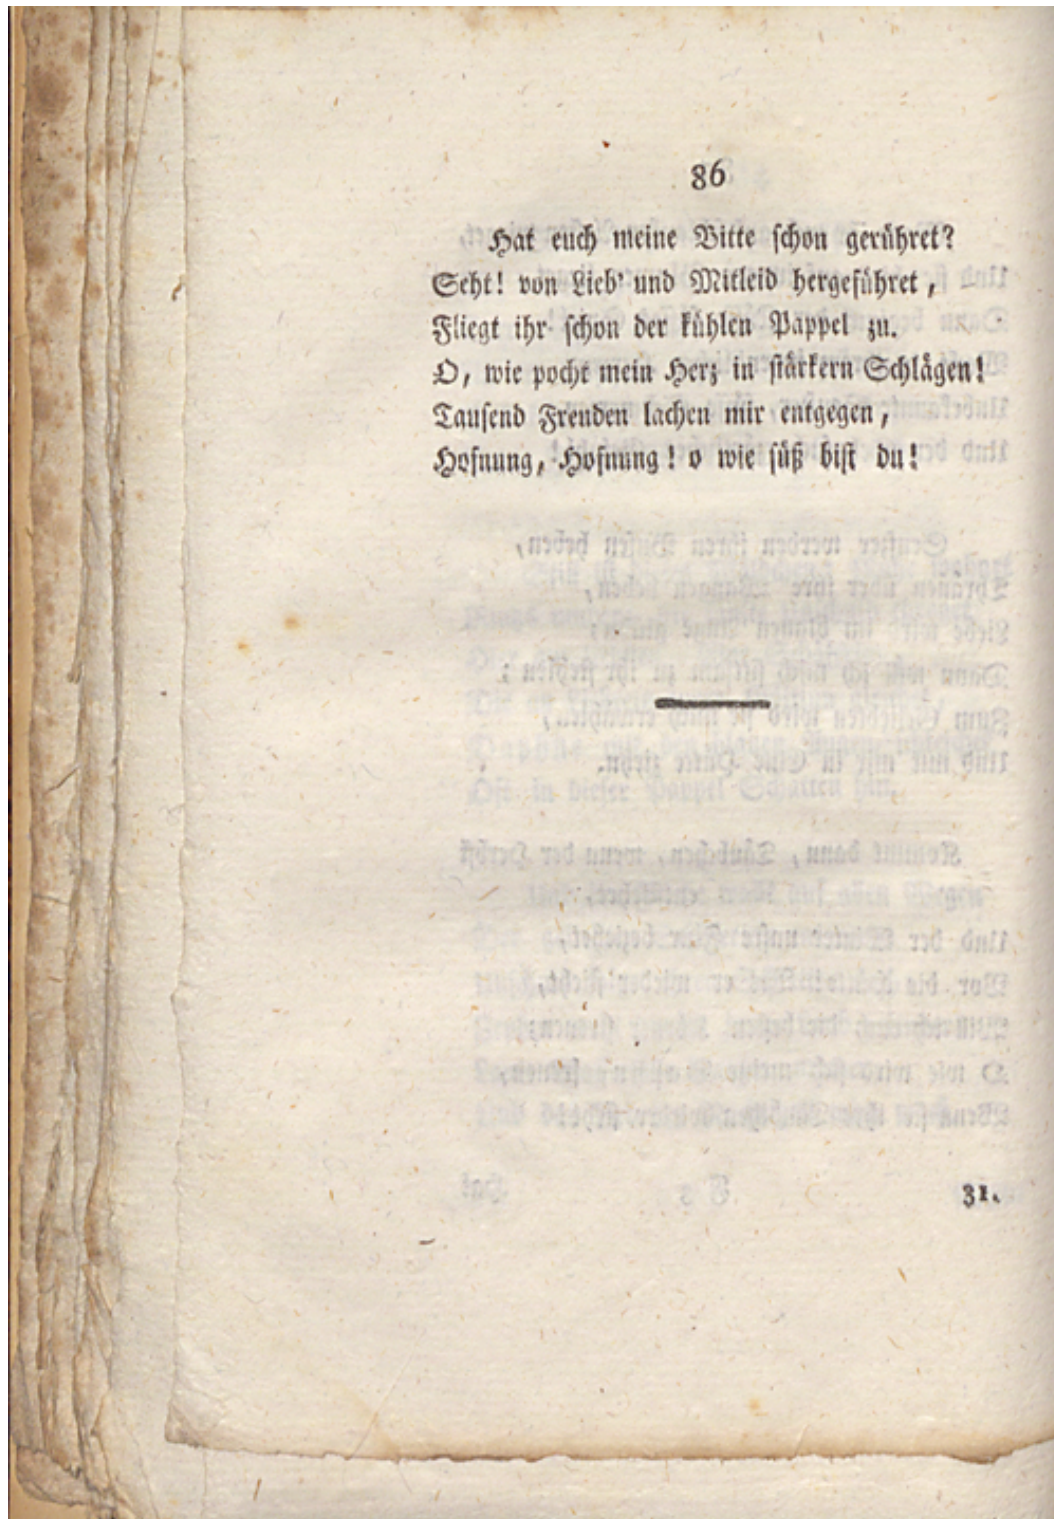 86
Hat euch meine Bitte schon gerühret?
Seht! von Lieb' und Mitleid hergeführet,
Fliegt ihr schon der kühlen Pappel zu.
O, wie pocht mein Herz in stärkern Schlägen!
Tausend Freuden lachen mir entgegen,
Hofnung, Hofnung! o wie süß bist du!
31.